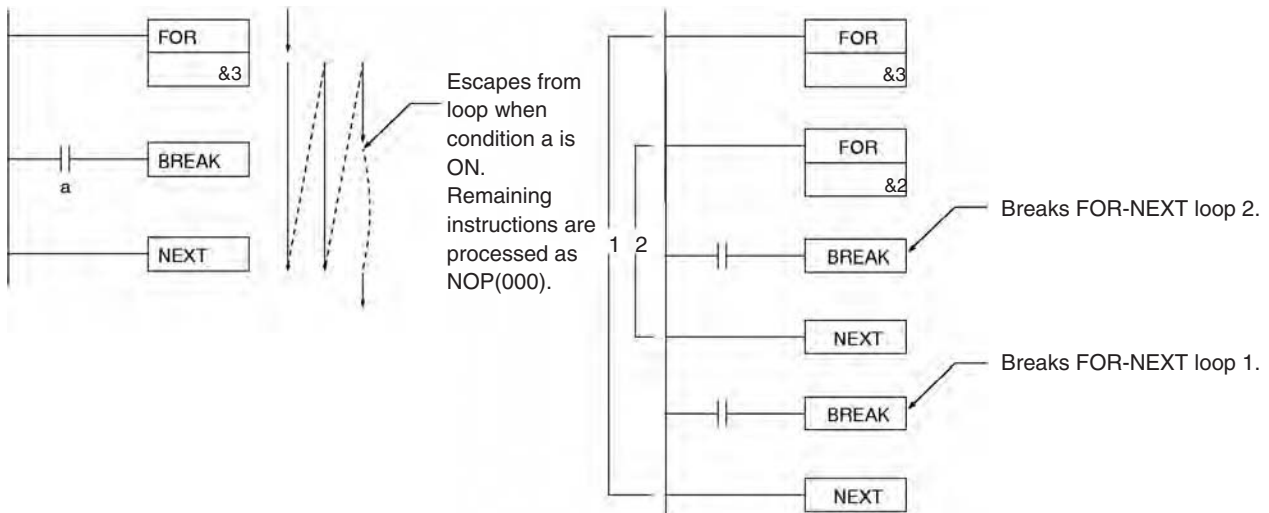 FOR
&3
BREAK
a
NEXT
Escapes from
loop when
condition a is
ON.
Remaining
instructions are
processed as
NOP(000).
1 2
FOR
&3
FOR
&2
BREAK
Breaks FOR-NEXT loop 2.
NEXT
BREAK
Breaks FOR-NEXT loop 1.
NEXT